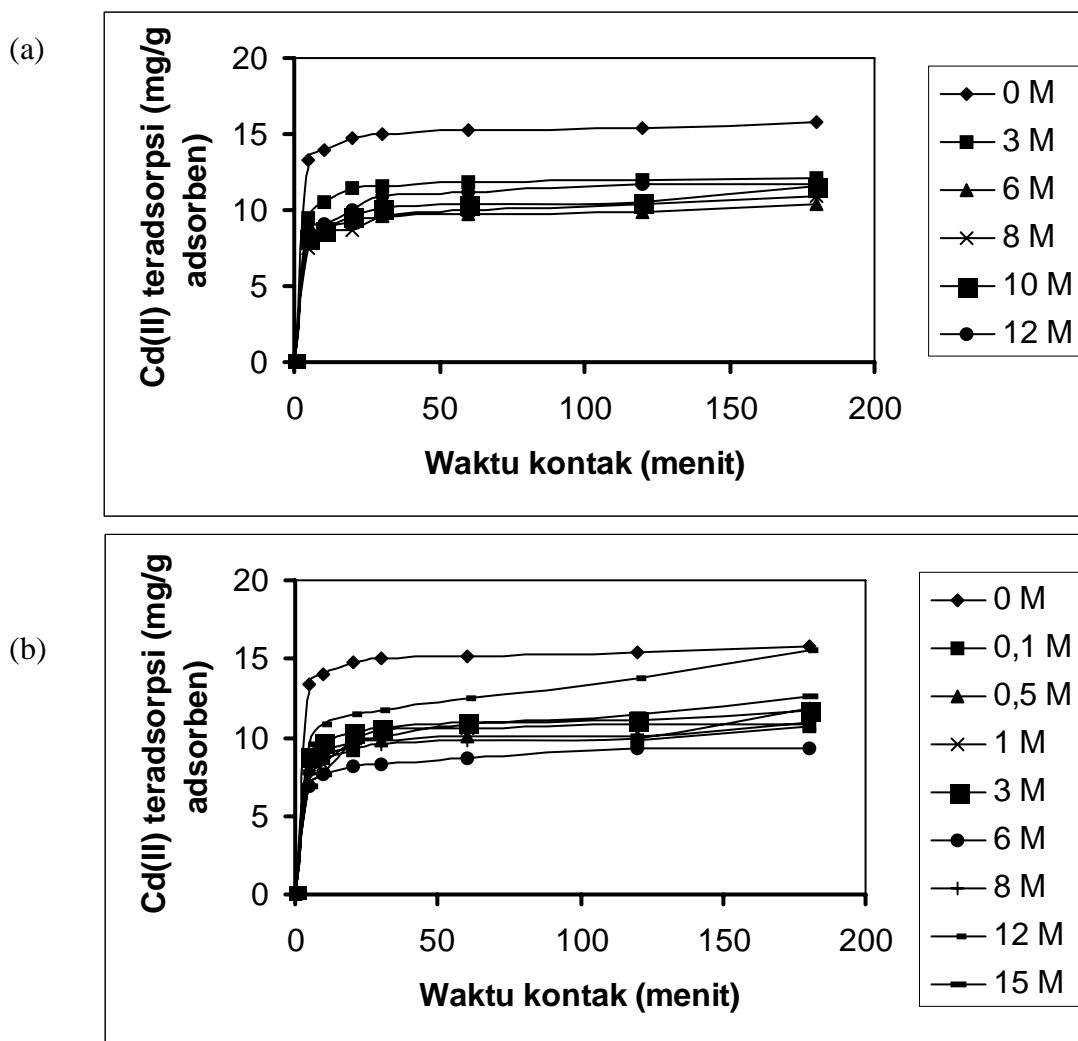 (a)
Cd(II) teradsorpsi (mg/g
adsorben)
20
15
10
5
0
0 50 100 150 200
Waktu kontak (menit)
0 M
3 M
6 M
8 M
10 M
12 M
(b)
Cd(II) teradsorpsi (mg/g
adsorben)
20
15
10
5
0
0 50 100 150 200
Waktu kontak (menit)
0 M
0,1 M
0,5 M
1 M
3 M
6 M
8 M
12 M
15 M